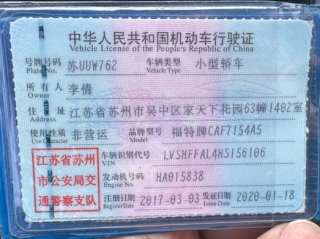 中华人民共和国机动车行驶证
Vehicle License of the People's Republic of China
号牌号码 苏UUW762 车辆类型 小型轿车
Plate No. Vehicle Type
所有人 李倩
Owner
住址 江苏省苏州市吴中区家天下花园63幢1402室
Address
使用性质 非营运 品牌型号 福特牌CAF7154A5
Use Character Model
江苏省苏州
市公安局交
通警察支队
车辆识别代号 LVSHFFAL4HS156106
VIN
发动机号码 HA015838
Engine No.
注册日期 2017-03-03 发证日期 2020-01-18
Register Date Issue Date